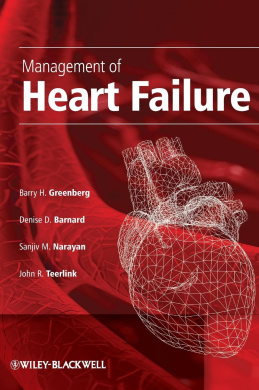 Management of
Heart Failure
Barry H. Greenberg
Denise D. Barnard
Sanjiv M. Narayan
John R. Teerlink
WILEY-BLACKWELL